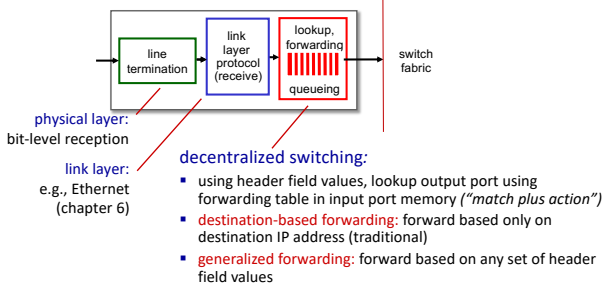 line
termination
link
layer
protocol
(receive)
lookup,
forwarding
queueing
switch
fabric
physical layer:
bit-level reception
link layer:
e.g., Ethernet
(chapter 6)
decentralized switching:
▪ using header field values, lookup output port using
forwarding table in input port memory (“match plus action”)
▪ destination-based forwarding: forward based only on
destination IP address (traditional)
▪ generalized forwarding: forward based on any set of header
field values